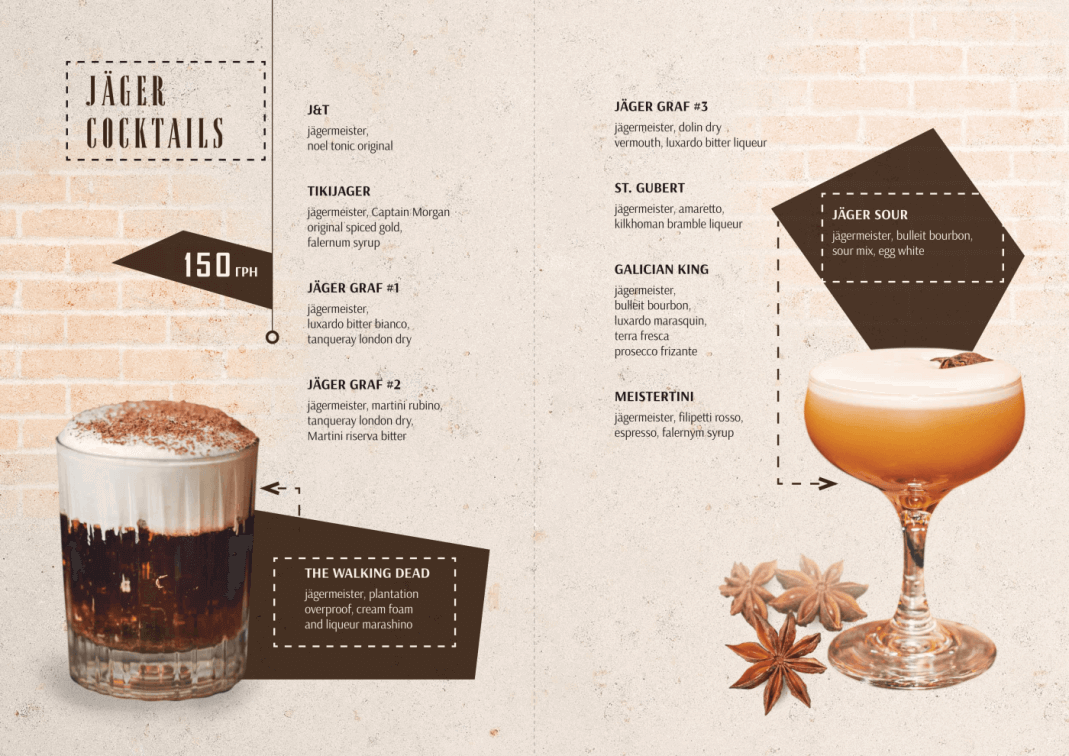 JÄGER
COCKTAILS
150 ГРН
J&T
jägermeister,
noel tonic original
TIKIJAGER
jägermeister, Captain Morgan
original spiced gold,
falernum syrup
JÄGER GRAF #1
jägermeister,
luxardo bitter bianco,
tanqueray london dry
JÄGER GRAF #2
jägermeister, martini rubino,
tanqueray london dry,
Martini riserva bitter
THE WALKING DEAD
jägermeister, plantation
overproof, cream foam
and liqueur marashino
JÄGER GRAF #3
jägermeister, dolin dry
vermouth, luxardo bitter liqueur
ST. GUBERT
jägermeister, amaretto,
kilkhoman bramble liqueur
GALICIAN KING
jägermeister,
bulleit bourbon,
luxardo marasquin,
terra fresca
prosecco frizante
MEISTERTINI
jägermeister, filipetti rosso,
espresso, falernym syrup
JÄGER SOUR
jägermeister, bulleit bourbon,
sour mix, egg white